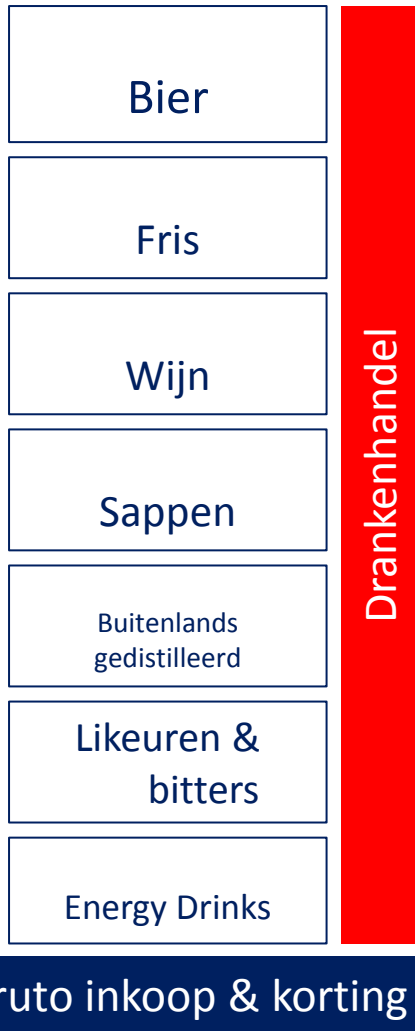 Bier
Fris
Wijn
Sappen
Buitenlands
gedistilleerd
Likeuren &
bitters
Energy Drinks
Drankenhandel
ruto inkoop & korting